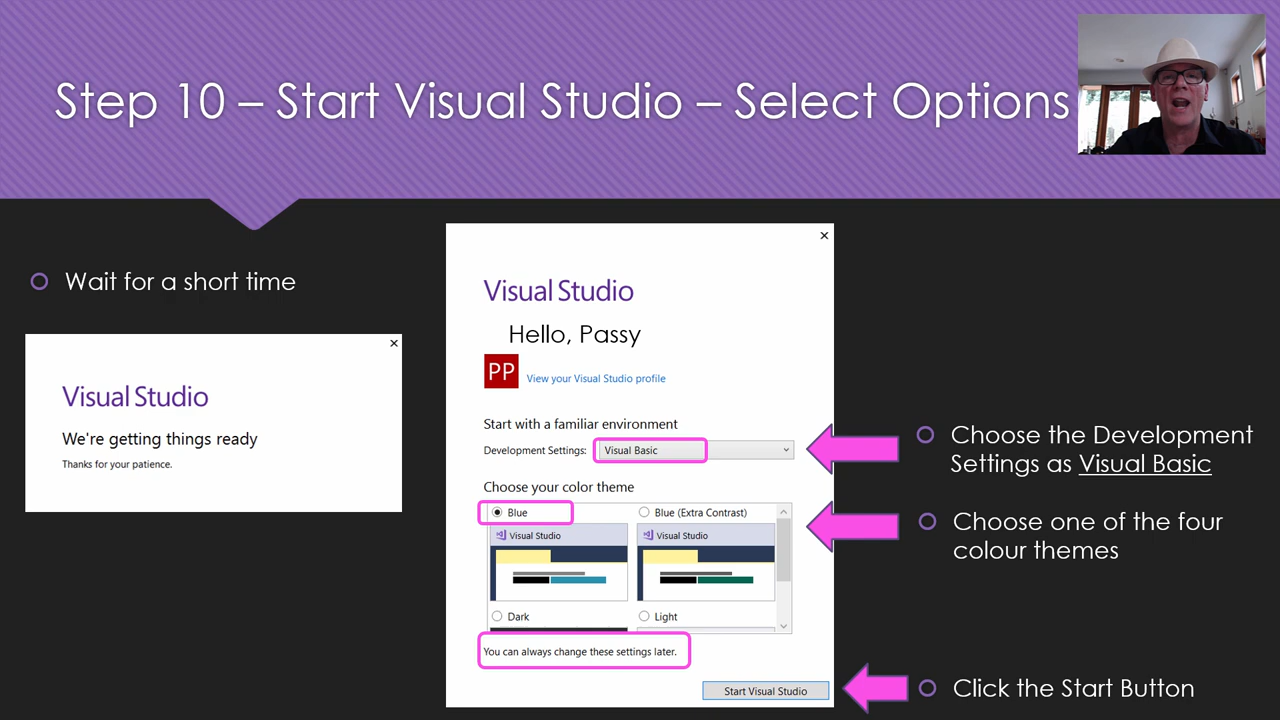 Step 10 – Start Visual Studio – Select Options
Wait for a short time
Visual Studio
We're getting things ready
Thanks for your patience.
Visual Studio
Hello, Passy
PP
View your Visual Studio profile
Start with a familiar environment
Development Settings: Visual Basic
Choose your color theme
Blue
Blue (Extra Contrast)
Visual Studio
Visual Studio
Dark
Light
You can always change these settings later.
Start Visual Studio
Choose the Development
Settings as Visual Basic
Choose one of the four
colour themes
Click the Start Button